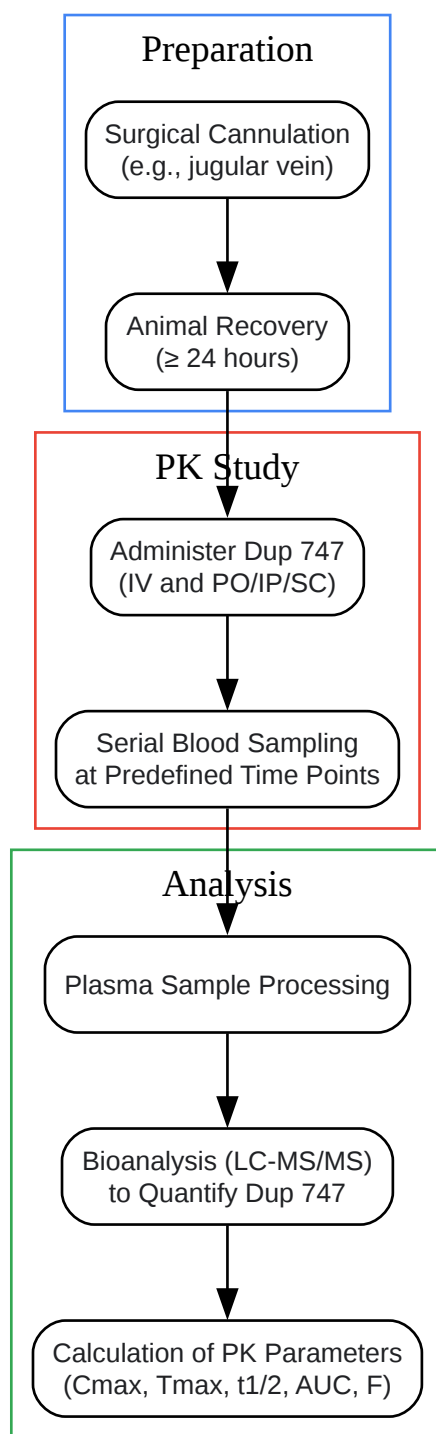 Preparation
Surgical Cannulation
(e.g., jugular vein)
Animal Recovery
(≥ 24 hours)
PK Study
Administer Dup 747
(IV and PO/IP/SC)
Serial Blood Sampling
at Predefined Time Points
Analysis
Plasma Sample Processing
Bioanalysis (LC-MS/MS)
to Quantify Dup 747
Calculation of PK Parameters
(Cmax, Tmax, t1/2, AUC, F)